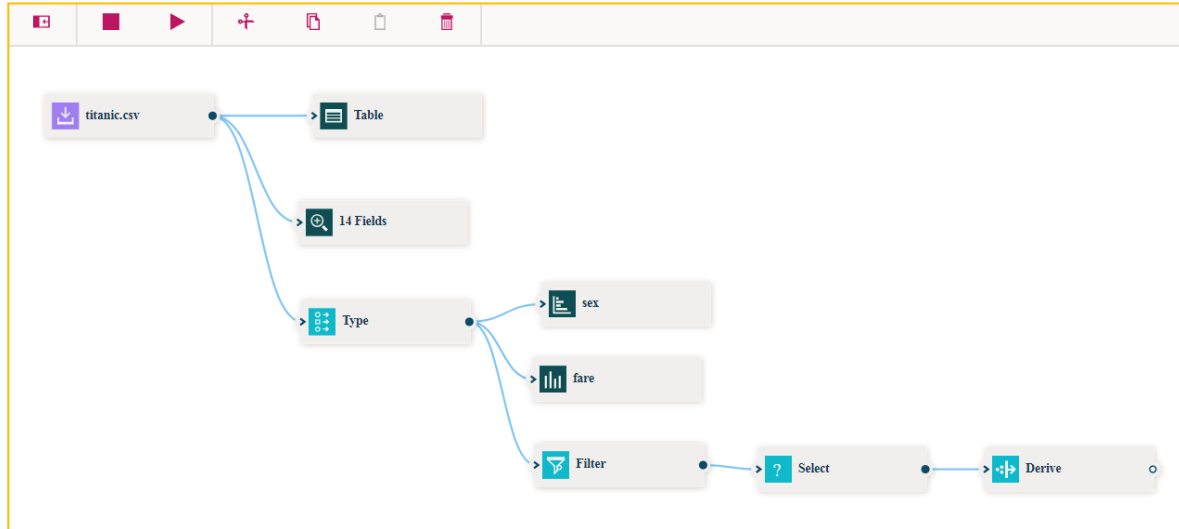 titanic.csv
Table
14 Fields
Type
sex
fare
Filter
? Select
Derive